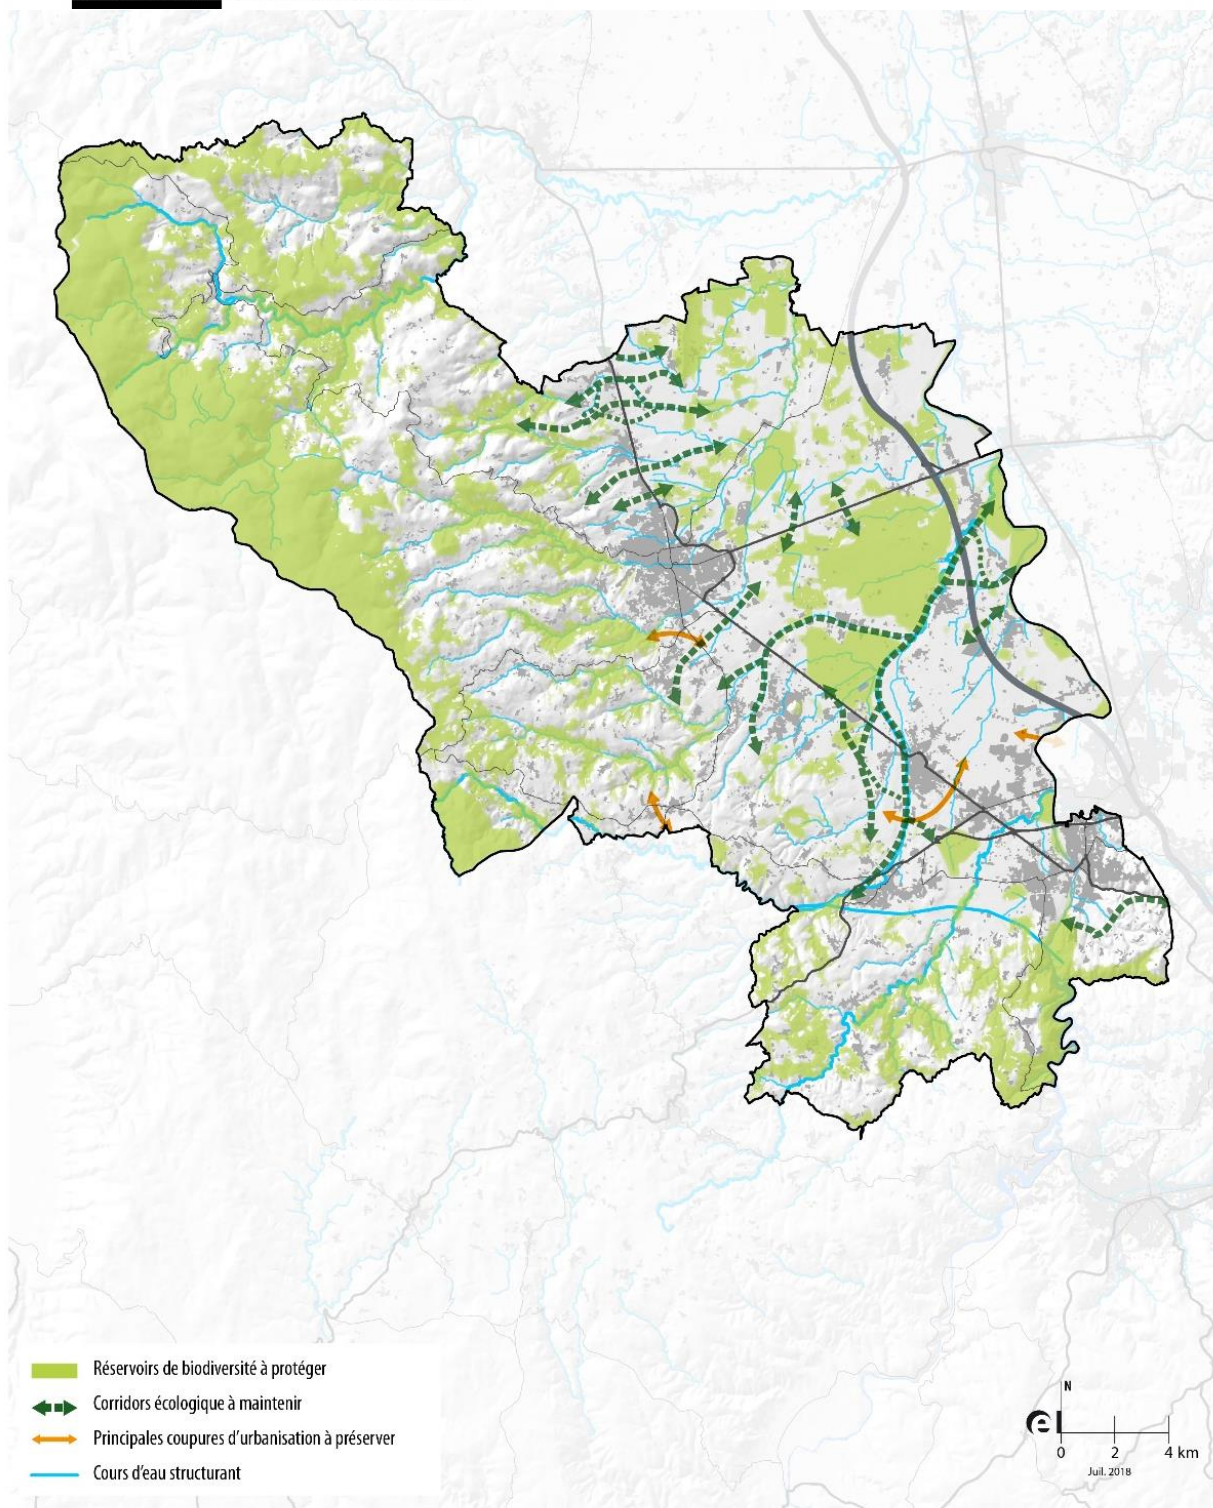 Réservoirs de biodiversité à protéger
Corridors écologique à maintenir
Principales coupures d'urbanisation à préserver
Cours d'eau structurant
N
el
0 2 4 km
Juil. 2018